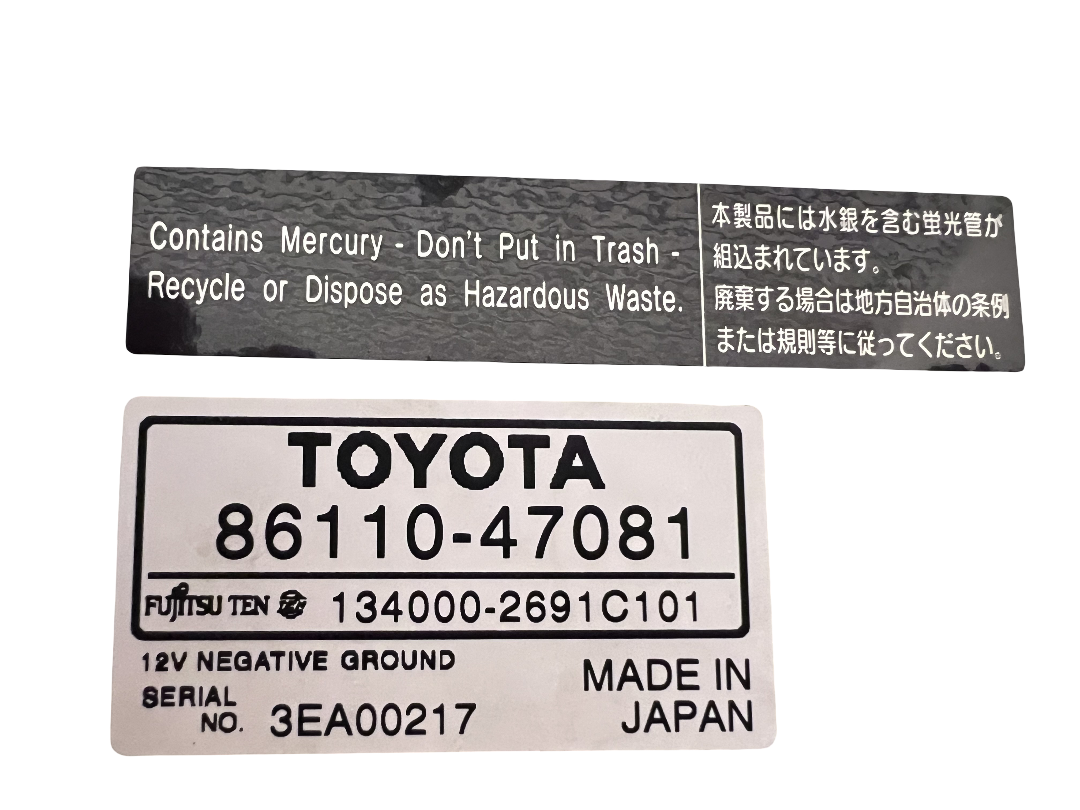 Contains Mercury - Don't Put in Trash -
Recycle or Dispose as Hazardous Waste.
本製品には水銀を含む蛍光管が
組込まれています。
廃棄する場合は地方自治体の条例
または規則等に従ってください。
TOYOTA
86110-47081
FUJITSU TEN 134000-2691C101
12V NEGATIVE GROUND
SERIAL
NO. 3EA00217
MADE IN
JAPAN